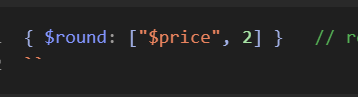 { $round: ["$price", 2] } //
``